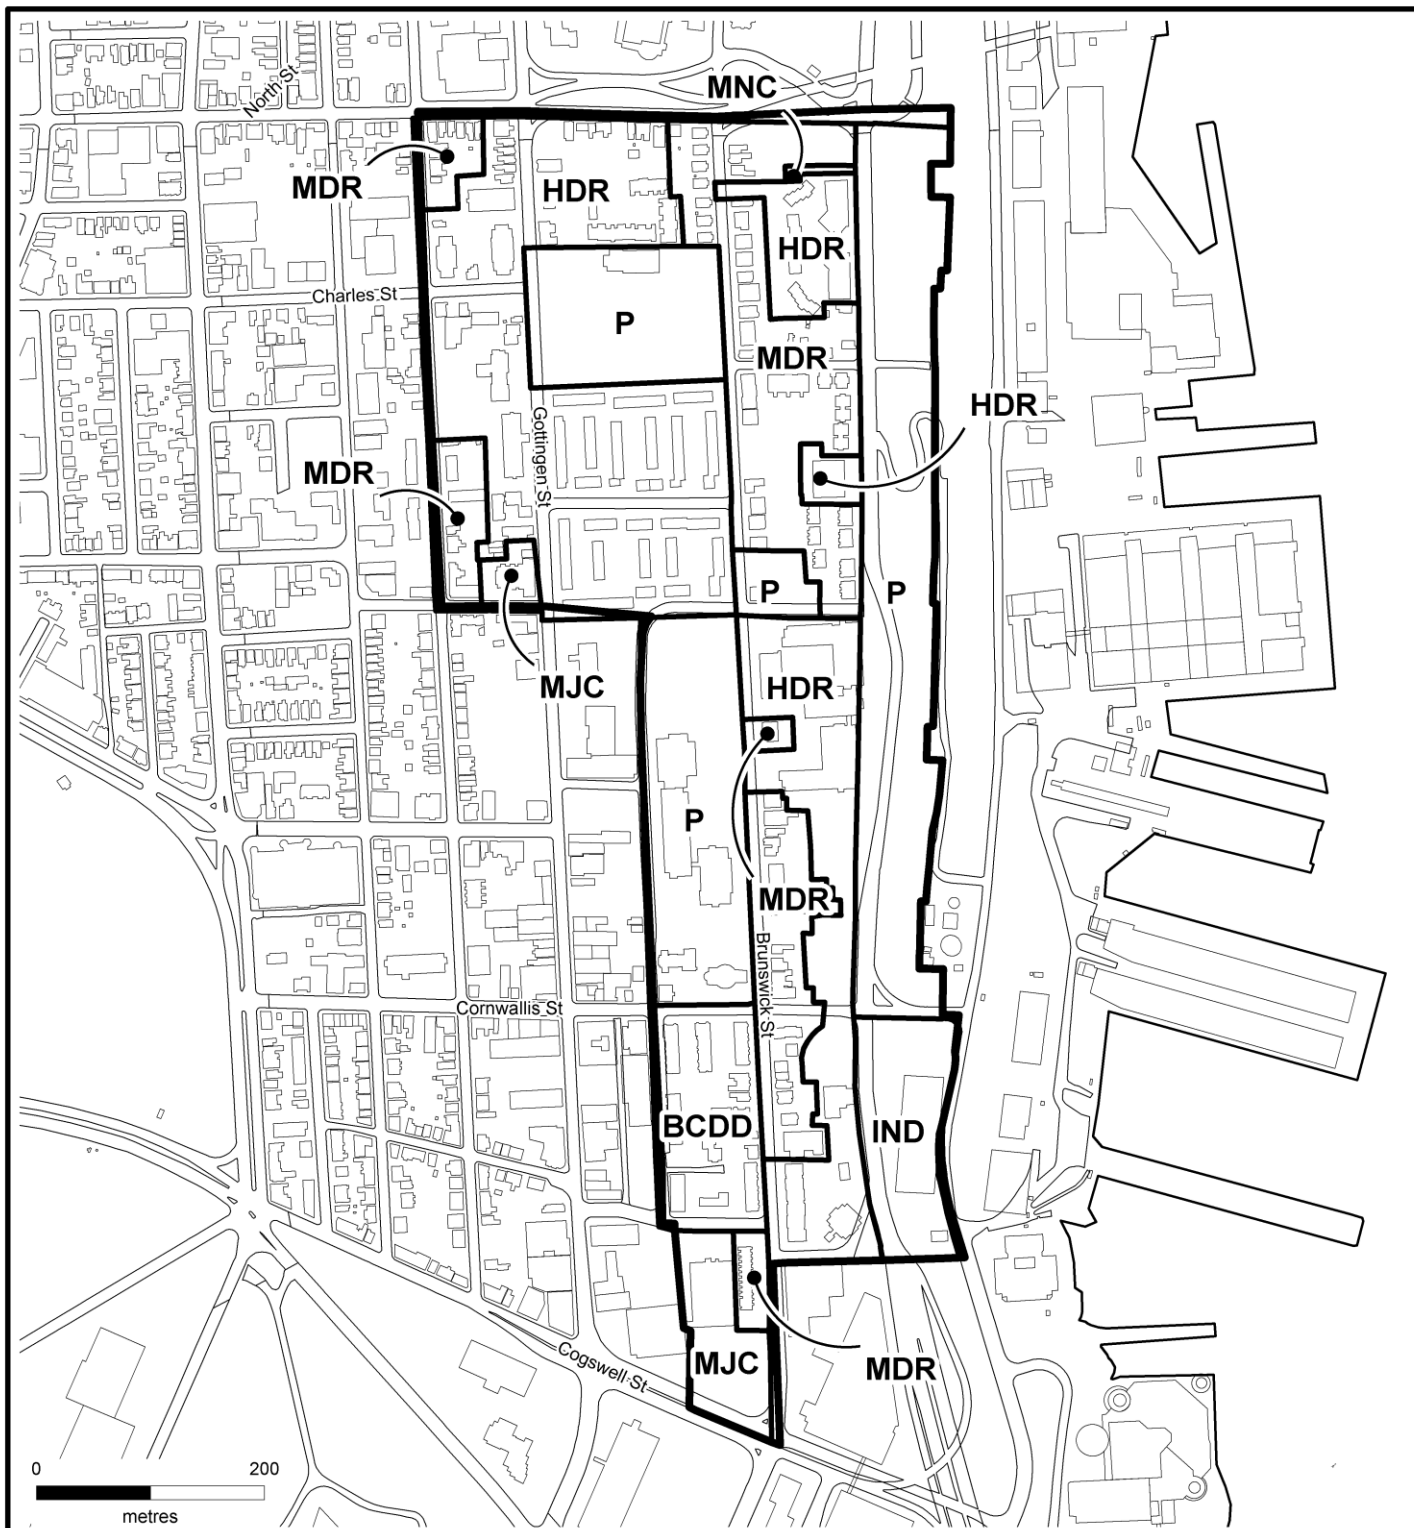 MNC
North St
MDR
HDR
HDR
Charles St
P
MDR
HDR
Gottingen St
MDR
P
P
MJC
HDR
P
MDR
Brunswick St
Cornwallis St
BCDD
IND
Cogswell St
MJC
MDR
0 200
metres